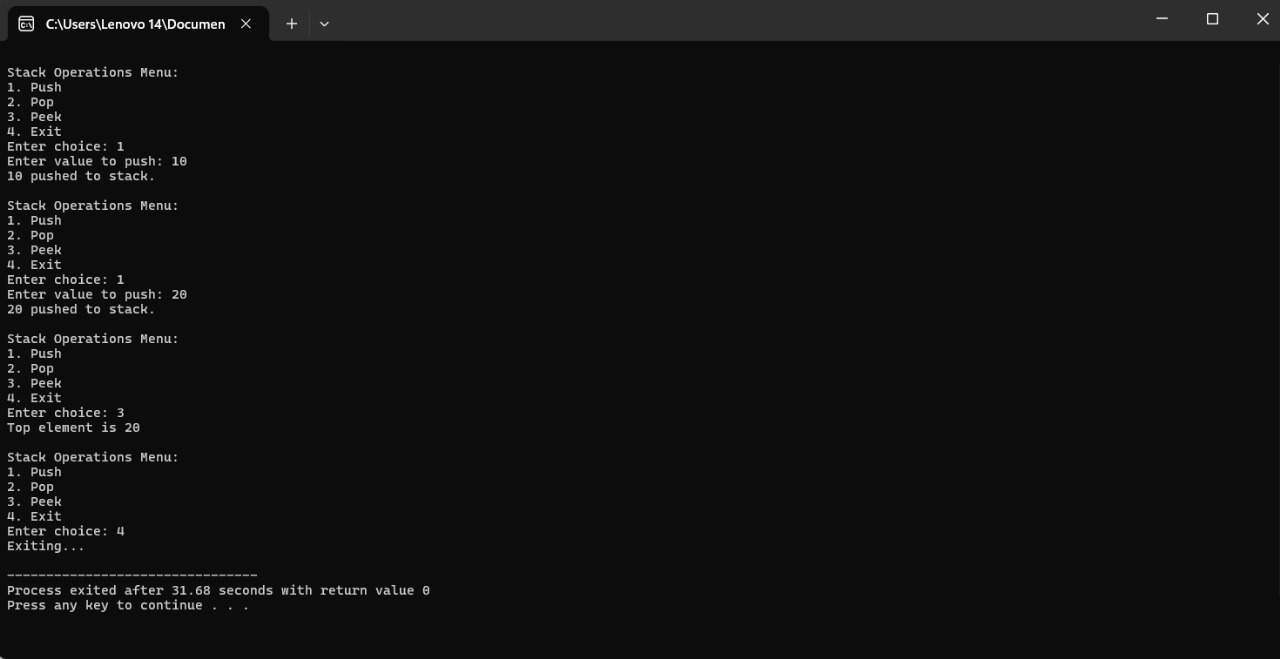 C:\Users\Lenovo 14\Documen
Stack Operations Menu:
1. Push
2. Pop
3. Peek
4. Exit
Enter choice: 1
Enter value to push: 10
10 pushed to stack.
Stack Operations Menu:
1. Push
2. Pop
3. Peek
4. Exit
Enter choice: 1
Enter value to push: 20
20 pushed to stack.
Stack Operations Menu:
1. Push
2. Pop
3. Peek
4. Exit
Enter choice: 3
Top element is 20
Stack Operations Menu:
1. Push
2. Pop
3. Peek
4. Exit
Enter choice: 4
Exiting...
--------------------------------
Process exited after 31.68 seconds with return value 0
Press any key to continue . . .